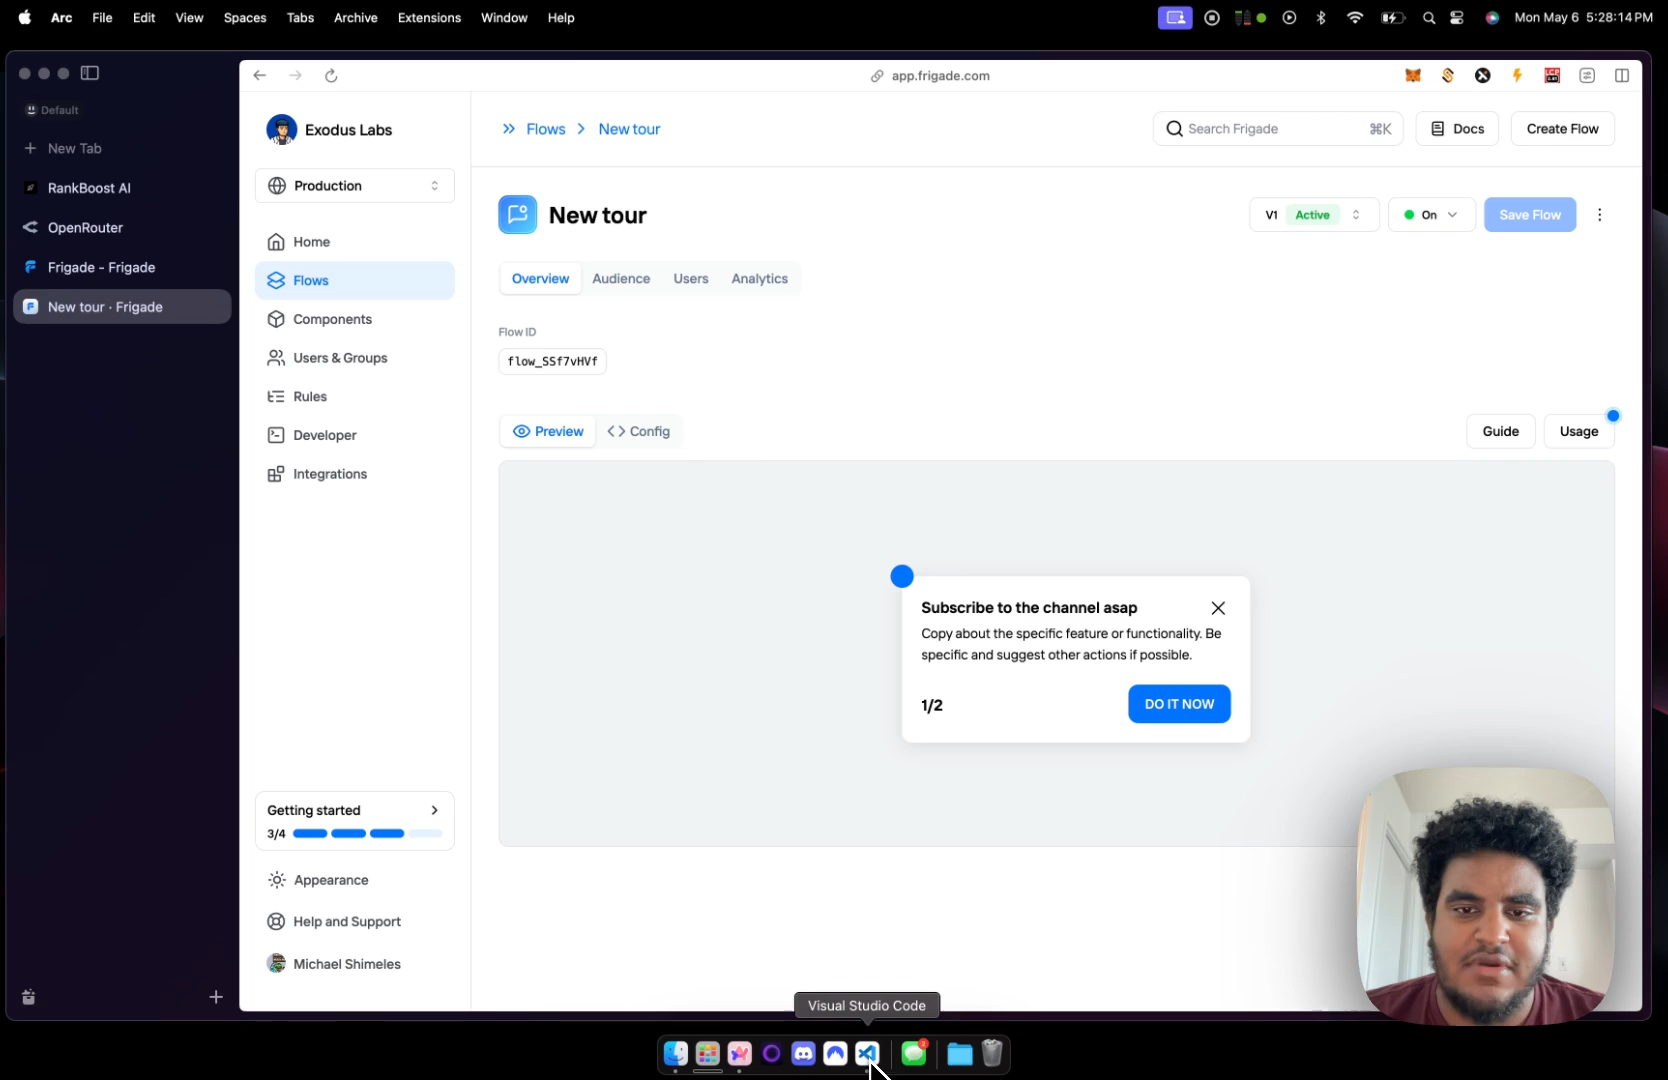 Arc File Edit View Spaces Tabs Archive Extensions Window Help
Mon May 6 5:28:14 PM
Default
New Tab
RankBoost AI
OpenRouter
Frigade - Frigade
New tour · Frigade
app.frigade.com
Exodus Labs
Production
Home
Flows
Components
Users & Groups
Rules
Developer
Integrations
Getting started
3/4
Appearance
Help and Support
Michael Shimeles
Flows New tour
Search Frigade ⌘K
Docs
Create Flow
New tour
V1 Active
On
Save Flow
Overview Audience Users Analytics
Flow ID
flow_SSf7vHVf
Preview <> Config
Guide
Usage
Subscribe to the channel asap
Copy about the specific feature or functionality. Be
specific and suggest other actions if possible.
1/2
DO IT NOW
Visual Studio Code